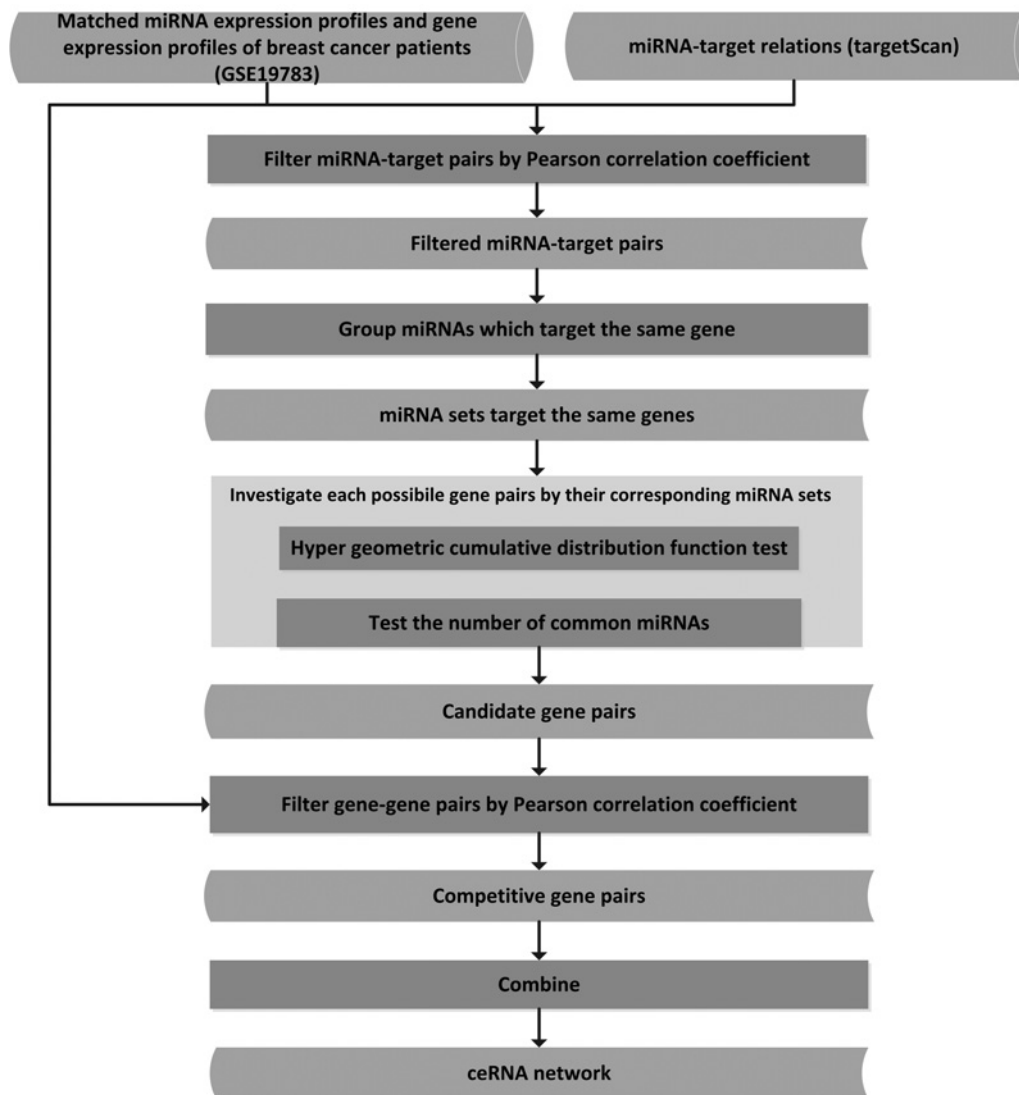 Matched miRNA expression profiles and gene
expression profiles of breast cancer patients
(GSE19783)
miRNA-target relations (targetScan)
Filter miRNA-target pairs by Pearson correlation coefficient
Filtered miRNA-target pairs
Group miRNAs which target the same gene
miRNA sets target the same genes
Investigate each possibile gene pairs by their corresponding miRNA sets
Hyper geometric cumulative distribution function test
Test the number of common miRNAs
Candidate gene pairs
Filter gene-gene pairs by Pearson correlation coefficient
Competitive gene pairs
Combine
ceRNA network